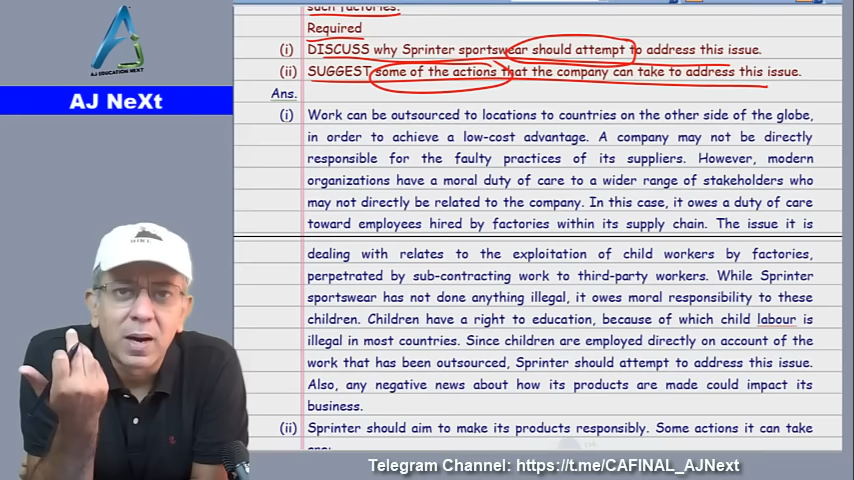 such factories.
Required
(i) DISCUSS why Sprinter sportswear should attempt to address this issue.
(ii) SUGGEST some of the actions that the company can take to address this issue.
Ans.
(i) Work can be outsourced to locations to countries on the other side of the globe,
in order to achieve a low-cost advantage. A company may not be directly
responsible for the faulty practices of its suppliers. However, modern
organizations have a moral duty of care to a wider range of stakeholders who
may not directly be related to the company. In this case, it owes a duty of care
toward employees hired by factories within its supply chain. The issue it is
dealing with relates to the exploitation of child workers by factories,
perpetrated by sub-contracting work to third-party workers. While Sprinter
sportswear has not done anything illegal, it owes moral responsibility to these
children. Children have a right to education, because of which child labour is
illegal in most countries. Since children are employed directly on account of the
work that has been outsourced, Sprinter should attempt to address this issue.
Also, any negative news about how its products are made could impact its
business.
(ii) Sprinter should aim to make its products responsibly. Some actions it can take
are:
AJ EDUCATION NEXT
AJ NeXt
Telegram Channel: https://t.me/CAFINAL_AJNext